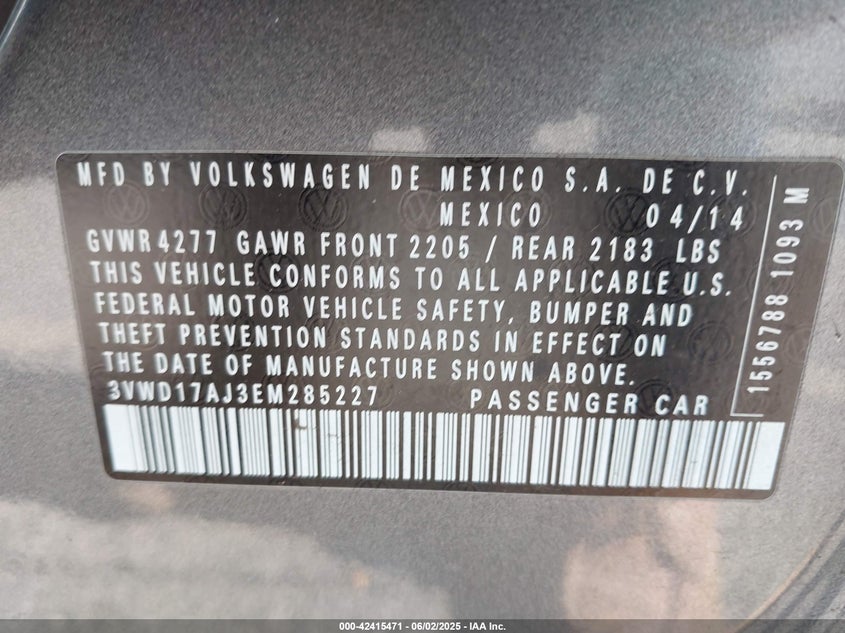 MFD BY VOLKSWAGEN DE MEXICO S.A. DE C.V.
MEXICO 04/14
GVWR 4277 GAWR FRONT 2205 / REAR 2183 LBS
THIS VEHICLE CONFORMS TO ALL APPLICABLE U.S.
FEDERAL MOTOR VEHICLE SAFETY, BUMPER AND
THEFT PREVENTION STANDARDS IN EFFECT ON
THE DATE OF MANUFACTURE SHOWN ABOVE.
3VWD17AJ3EM285227 PASSENGER CAR
1556788 1093 M
000-42415471 | 06/02/2025 | IAA Inc.